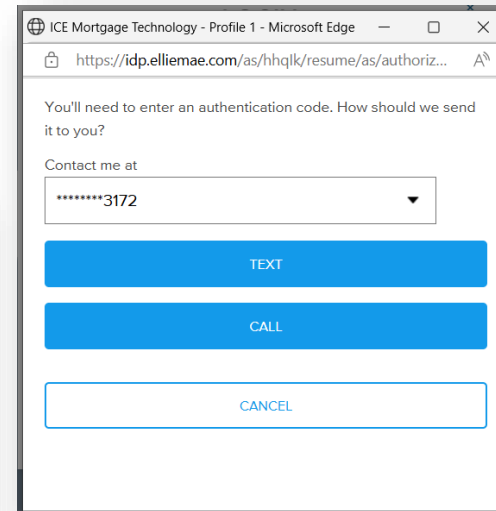 ICE Mortgage Technology - Profile 1 - Microsoft Edge
https://idp.elliemae.com/as/hhqlk/resume/as/authoriz...
You'll need to enter an authentication code. How should we send
it to you?
Contact me at
********3172
TEXT
CALL
CANCEL